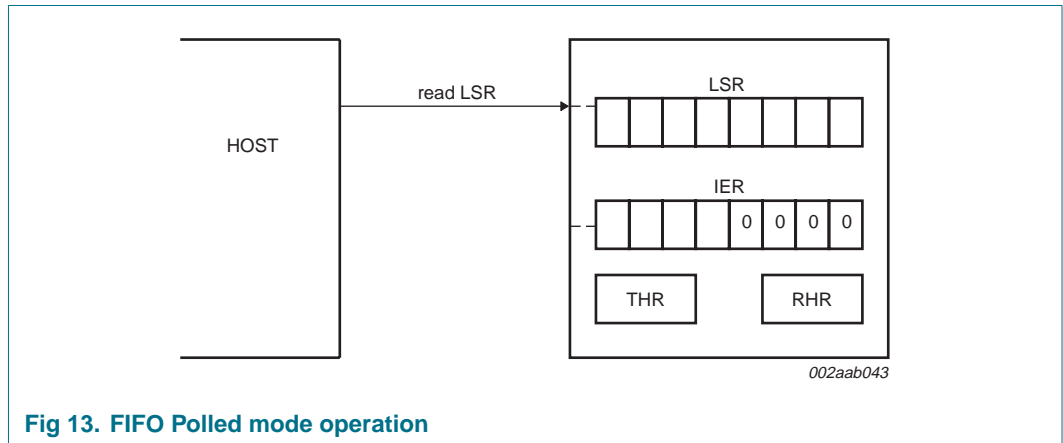 read LSR
LSR
HOST
IER
0 0 0 0
THR RHR
002aab043
Fig 13. FIFO Polled mode operation